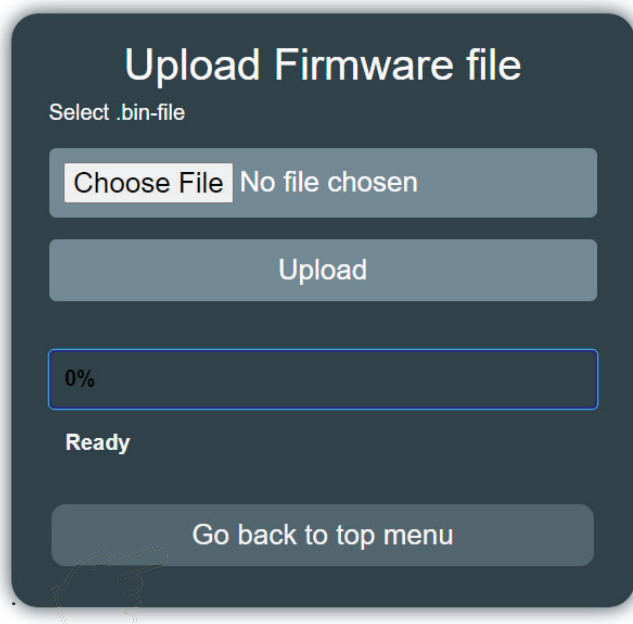 Upload Firmware file
Select .bin-file
Choose File No file chosen
Upload
0%
Ready
Go back to top menu
.